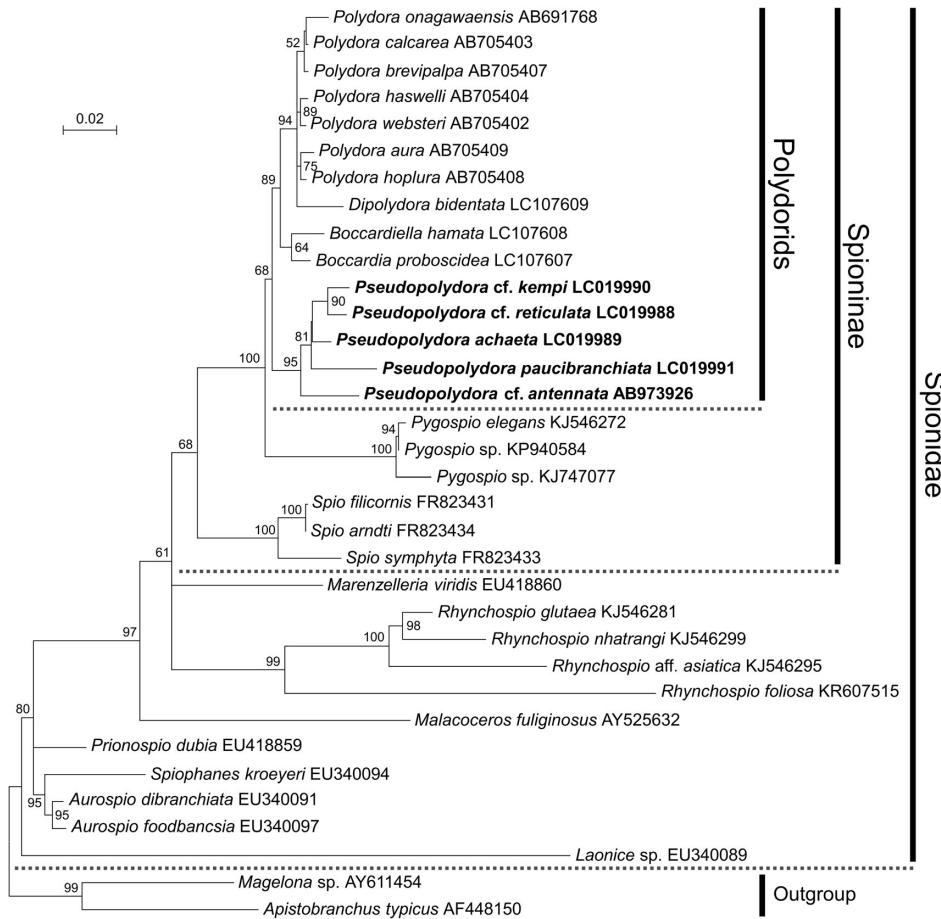 Polydora onagawaensis AB691768
52
Polydora calcarea AB705403
Polydora brevipalpa AB705407
Polydora haswelli AB705404
0.02
89
94
Polydora websteri AB705402
Polydora aura AB705409
75
Polydora hoplura AB705408
89
Dipolydora bidentata LC107609
Boccardiella hamata LC107608
64
Boccardia proboscidea LC107607
68
Pseudopolydora cf. kempi LC019990
90
Pseudopolydora cf. reticulata LC019988
81
Pseudopolydora achaeta LC019989
95
100
Pseudopolydora paucibranchiata LC019991
Pseudopolydora cf. antennata AB973926
Polydorids
Spioninae
Spionidae
94
Pygospio elegans KJ546272
68
100
Pygospio sp. KP940584
Pygospio sp. KJ747077
Spio filicornis FR823431
100
100
Spio arndti FR823434
Spio symphyta FR823433
61
Marenzelleria viridis EU418860
Rhynchospio glutaea KJ546281
98
97
100
Rhynchospio nhatrangi KJ546299
99
Rhynchospio aff. asiatica KJ546295
Rhynchospio foliosa KR607515
80
Malacoceros fuliginosus AY525632
Prionospio dubia EU418859
Spiophanes kroeyeri EU340094
95
Aurospio dibranchiata EU340091
95
Aurospio foodbancsia EU340097
Laonice sp. EU340089
99
Magelona sp. AY611454
Outgroup
Apistobranchus typicus AF448150